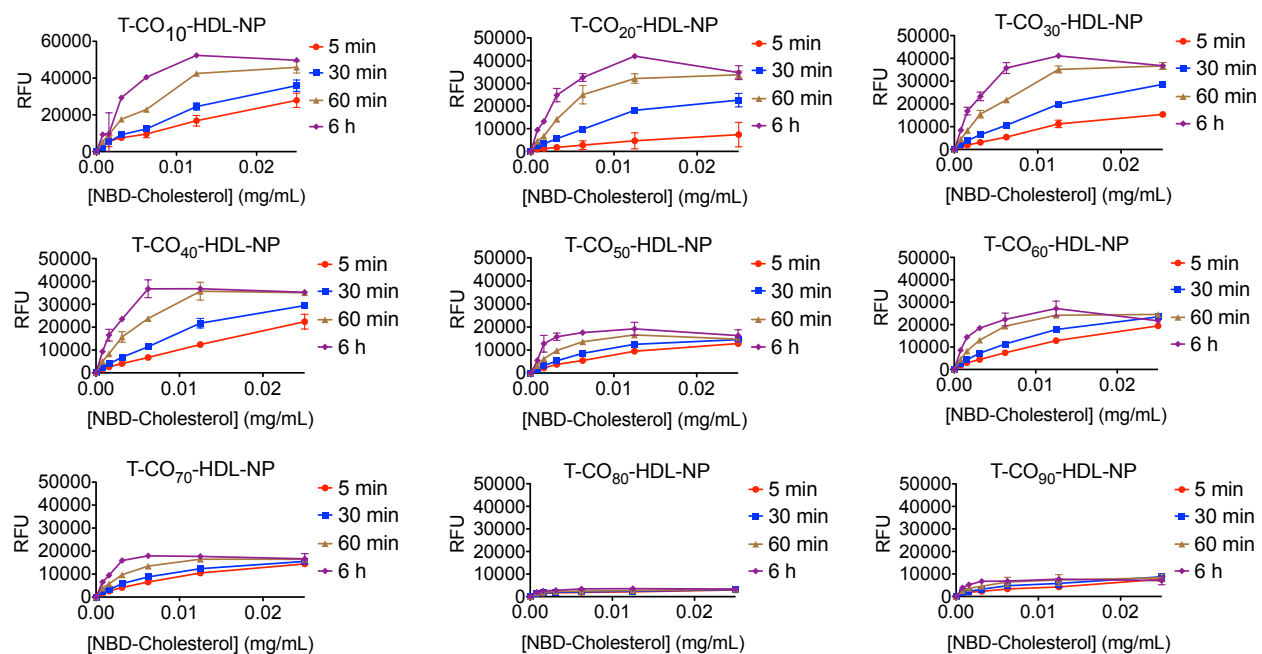 T-CO10-HDL-NP
60000
40000
20000
0
RFU
0.00
0.01
0.02
[NBD-Cholesterol] (mg/mL)
5 min
30 min
60 min
6 h
T-CO20-HDL-NP
50000
40000
30000
20000
10000
0
RFU
0.00
0.01
0.02
[NBD-Cholesterol] (mg/mL)
5 min
30 min
60 min
6 h
T-CO30-HDL-NP
50000
40000
30000
20000
10000
0
RFU
0.00
0.01
0.02
[NBD-Cholesterol] (mg/mL)
5 min
30 min
60 min
6 h
T-CO40-HDL-NP
50000
40000
30000
20000
10000
0
RFU
0.00
0.01
0.02
[NBD-Cholesterol] (mg/mL)
5 min
30 min
60 min
6 h
T-CO50-HDL-NP
50000
40000
30000
20000
10000
0
RFU
0.00
0.01
0.02
[NBD-Cholesterol] (mg/mL)
5 min
30 min
60 min
6 h
T-CO60-HDL-NP
50000
40000
30000
20000
10000
0
RFU
0.00
0.01
0.02
[NBD-Cholesterol] (mg/mL)
5 min
30 min
60 min
6 h
T-CO70-HDL-NP
50000
40000
30000
20000
10000
0
RFU
0.00
0.01
0.02
[NBD-Cholesterol] (mg/mL)
5 min
30 min
60 min
6 h
T-CO80-HDL-NP
50000
40000
30000
20000
10000
0
RFU
0.00
0.01
0.02
[NBD-Cholesterol] (mg/mL)
5 min
30 min
60 min
6 h
T-CO90-HDL-NP
50000
40000
30000
20000
10000
0
RFU
0.00
0.01
0.02
[NBD-Cholesterol] (mg/mL)
5 min
30 min
60 min
6 h